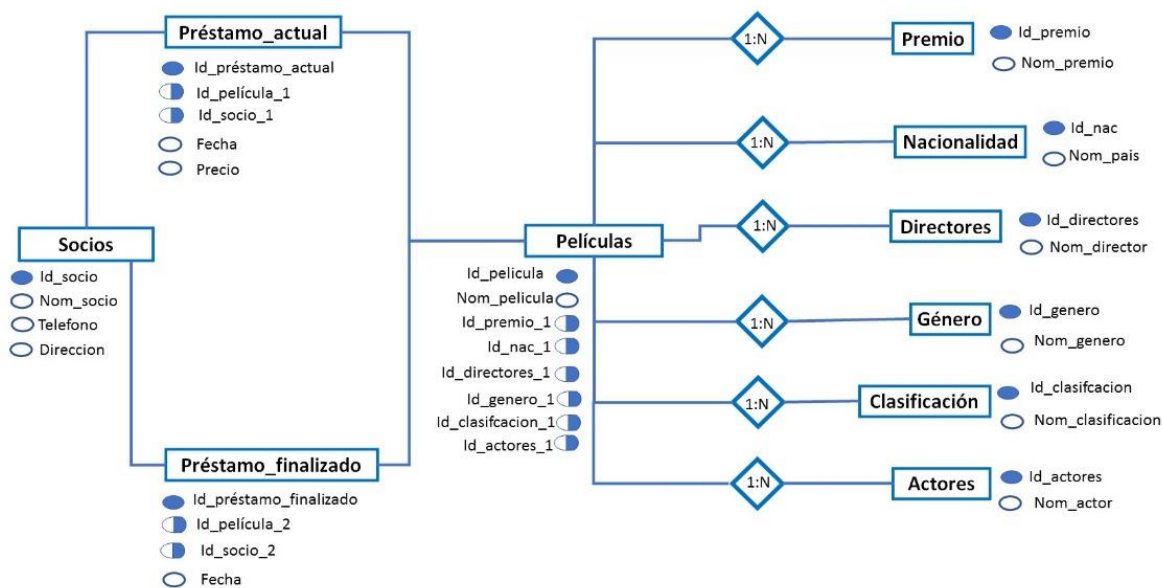 Préstamo_actual
Id_préstamo_actual
Id_película_1
Id_socio_1
Fecha
Precio
Socios
Id_socio
Nom_socio
Telefono
Direccion
Préstamo_finalizado
Id_préstamo_finalizado
Id_película_2
Id_socio_2
Fecha
Películas
Id_pelicula
Nom_pelicula
Id_premio_1
Id_nac_1
Id_directores_1
Id_genero_1
Id_clasifcacion_1
Id_actores_1
1:N
Premio
Id_premio
Nom_premio
1:N
Nacionalidad
Id_nac
Nom_pais
1:N
Directores
Id_directores
Nom_director
1:N
Género
Id_genero
Nom_genero
1:N
Clasificación
Id_clasifcacion
Nom_clasificacion
1:N
Actores
Id_actores
Nom_actor